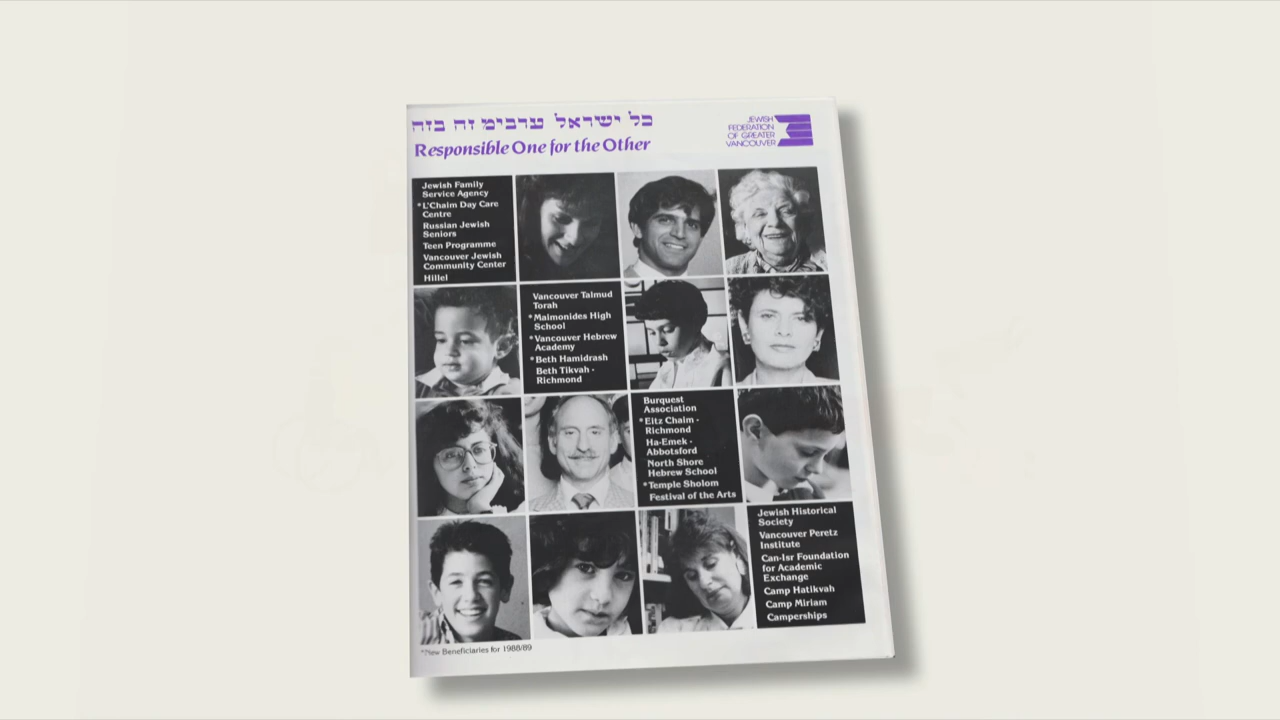 כל ישראל ערבים זה בזה
Responsible One for the Other
JEWISH
FEDERATION
OF GREATER
VANCOUVER
Jewish Family
Service Agency
*L'Chaim Day Care
Centre
Russian Jewish
Seniors
Teen Programme
Vancouver Jewish
Community Center
Hillel
Vancouver Talmud
Torah
*Maimonides High
School
*Vancouver Hebrew
Academy
*Beth Hamidrash
Beth Tikvah -
Richmond
Burquest
Association
*Eitz Chaim -
Richmond
Ha-Emek -
Abbotsford
North Shore
Hebrew School
*Temple Sholom
Festival of the Arts
Jewish Historical
Society
Vancouver Peretz
Institute
Can-Isr Foundation
for Academic
Exchange
Camp Hatikvah
Camp Miriam
Camperships
*New Beneficiaries for 1988/89